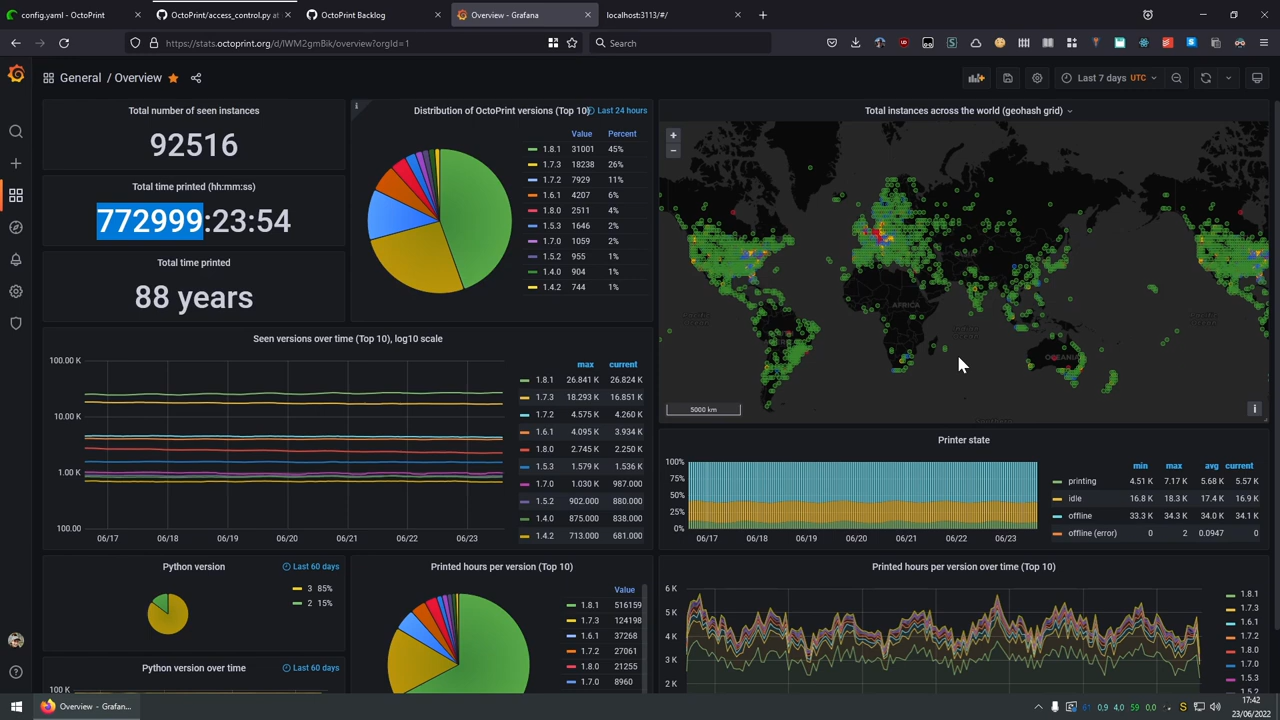 config.yaml - OctoPrint
OctoPrint/access_control.py at
OctoPrint Backlog
Overview - Grafana
localhost:3113/#/
https://stats.octoprint.org/d/IWM2gmBik/overview?orgId=1
Search
General / Overview
Last 7 days UTC
Total number of seen instances
92516
Total time printed (hh:mm:ss)
772999:23:54
Total time printed
88 years
Distribution of OctoPrint versions (Top 10)
Last 24 hours
Value Percent
1.8.1 31001 45%
1.7.3 18238 26%
1.7.2 7929 11%
1.6.1 4207 6%
1.8.0 2511 4%
1.5.3 1646 2%
1.7.0 1059 2%
1.5.2 955 1%
1.4.0 904 1%
1.4.2 744 1%
Total instances across the world (geohash grid)
+
−
AFRICA
OCEANIA
5000 km
i
Seen versions over time (Top 10), log10 scale
100.00 K
10.00 K
1.00 K
100.00
06/17 06/18 06/19 06/20 06/21 06/22 06/23
max current
1.8.1 26.841 K 26.824 K
1.7.3 18.293 K 16.851 K
1.7.2 4.575 K 4.260 K
1.6.1 4.095 K 3.934 K
1.8.0 2.745 K 2.250 K
1.5.3 1.579 K 1.536 K
1.7.0 1.030 K 987.000
1.5.2 902.000 880.000
1.4.0 875.000 838.000
1.4.2 713.000 681.000
Printer state
100%
75%
50%
25%
0%
06/17 06/18 06/19 06/20 06/21 06/22 06/23
min max avg current
printing 4.51 K 7.17 K 5.68 K 5.57 K
idle 16.8 K 18.3 K 17.4 K 16.9 K
offline 33.3 K 34.3 K 34.0 K 34.1 K
offline (error) 0 2 0.0947 0
Python version
Last 60 days
3 85%
2 15%
Python version over time
Last 60 days
100 K
Printed hours per version (Top 10)
Value
1.8.1 516159
1.7.3 124198
1.6.1 37268
1.7.2 27061
1.8.0 21255
1.7.0 8960
Printed hours per version over time (Top 10)
6 K
5 K
4 K
3 K
2 K
1.8.1
1.7.3
1.6.1
1.7.2
1.8.0
1.7.0
1.5.3
1.5.2
Overview - Grafan...
61 0,9 4,0 59 0,0
17:42
23/06/2022